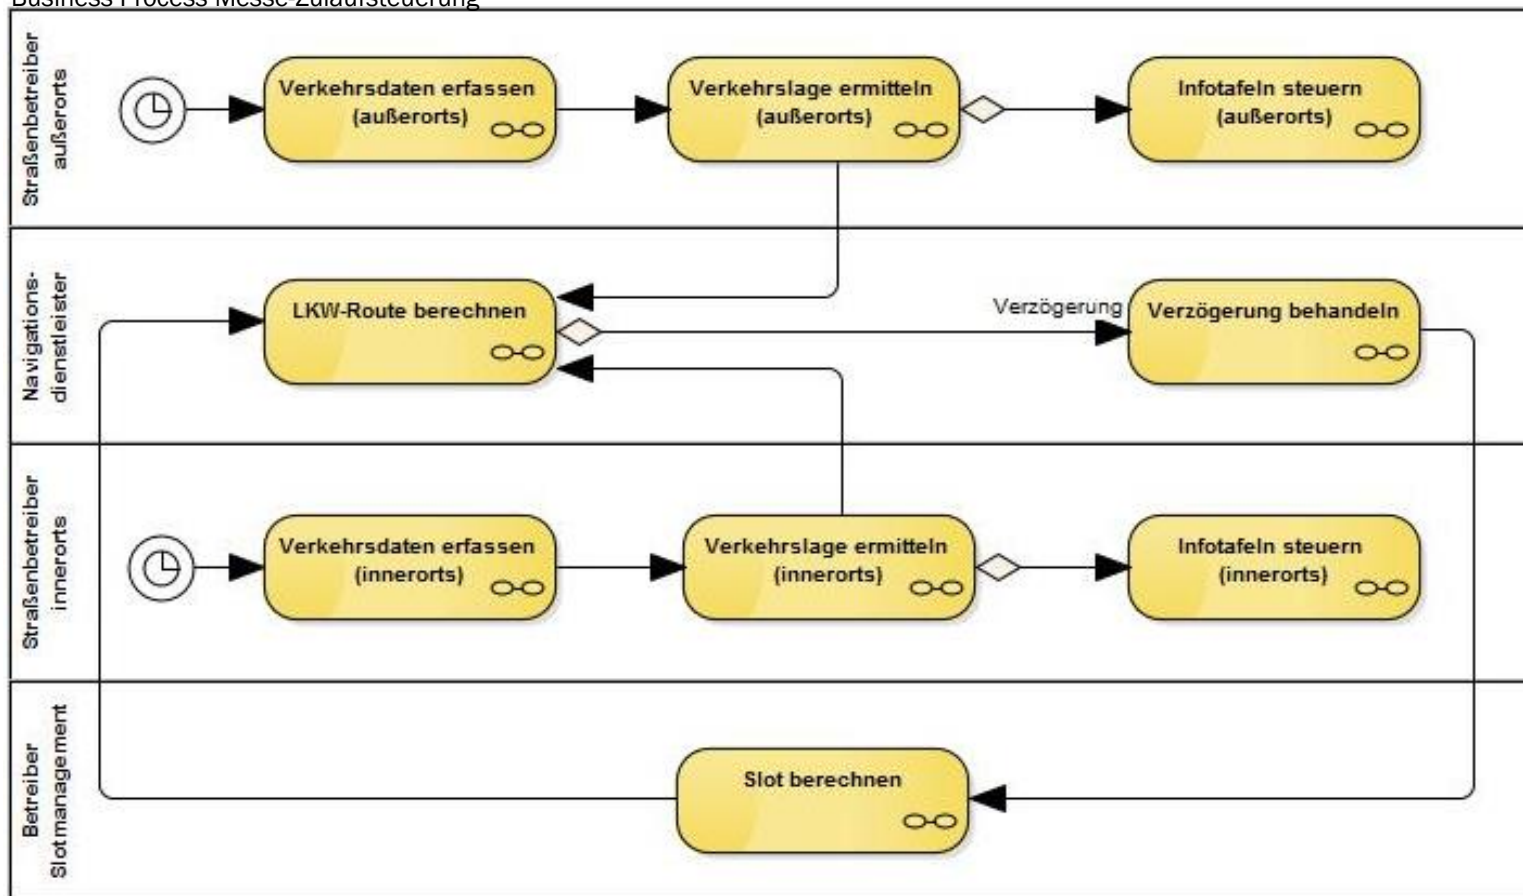 Business Process Messe-Zulaufsteuerung
Straßenbetreiber
außerorts
Verkehrsdaten erfassen
(außerorts)
Verkehrslage ermitteln
(außerorts)
Infotafeln steuern
(außerorts)
Navigations-
dienstleister
LKW-Route berechnen
Verzögerung
Verzögerung behandeln
Straßenbetreiber
innerorts
Verkehrsdaten erfassen
(innerorts)
Verkehrslage ermitteln
(innerorts)
Infotafeln steuern
(innerorts)
Betreiber
Slotmanagement
Slot berechnen